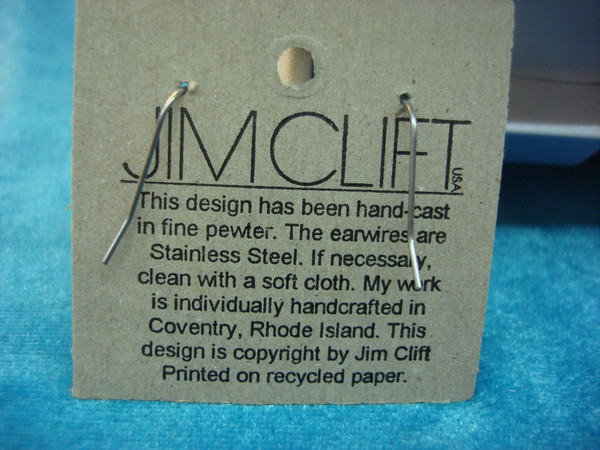 JIM CLIFT USA
This design has been hand-cast
in fine pewter. The earwires are
Stainless Steel. If necessary,
clean with a soft cloth. My work
is individually handcrafted in
Coventry, Rhode Island. This
design is copyright by Jim Clift
Printed on recycled paper.